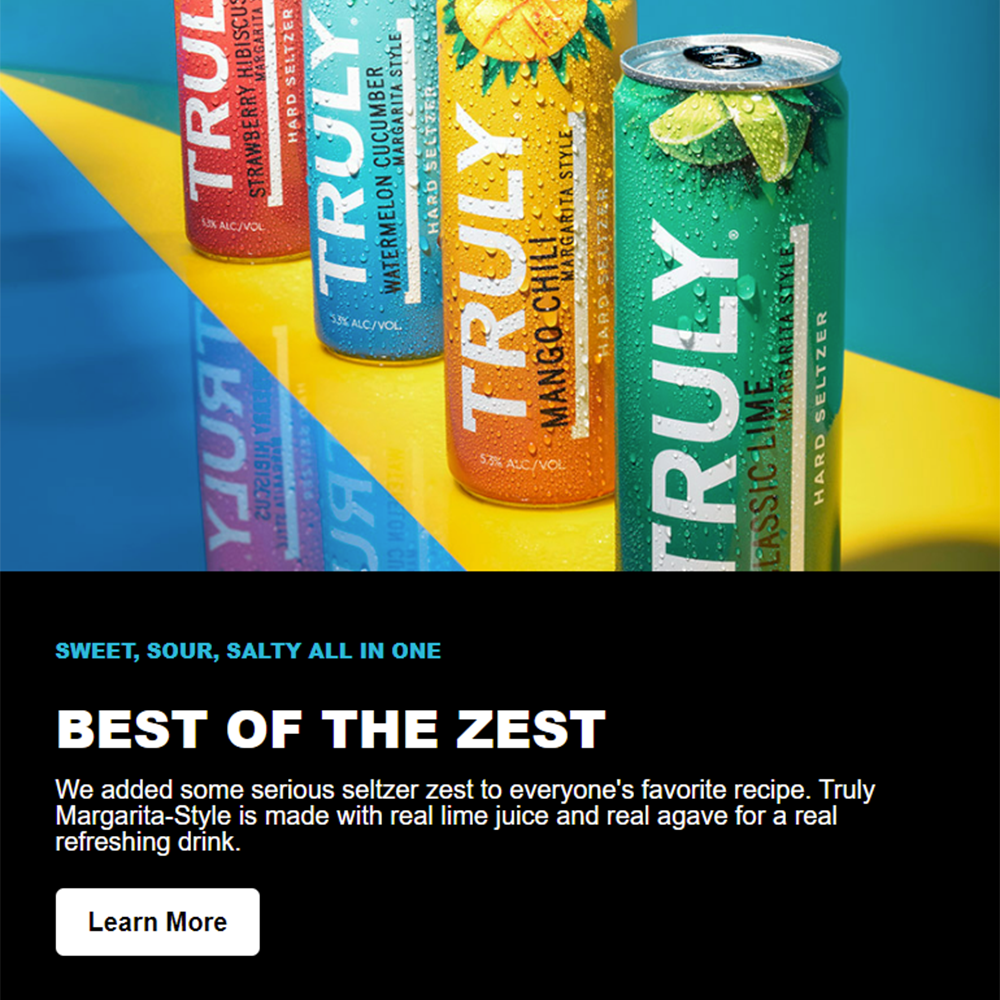 TRULY
STRAWBERRY HIBISCUS
MARGARITA
HARD SELTZER
5.3% ALC/VOL.
TRULY
WATERMELON CUCUMBER
MARGARITA STYLE
HARD SELTZER
5.3% ALC/VOL.
TRULY
MANGO CHILI
MARGARITA STYLE
HARD SELTZER
5.3% ALC/VOL.
TRULY®
CLASSIC LIME
MARGARITA STYLE
HARD SELTZER
SWEET, SOUR, SALTY ALL IN ONE
BEST OF THE ZEST
We added some serious seltzer zest to everyone's favorite recipe. Truly
Margarita-Style is made with real lime juice and real agave for a real
refreshing drink.
Learn More